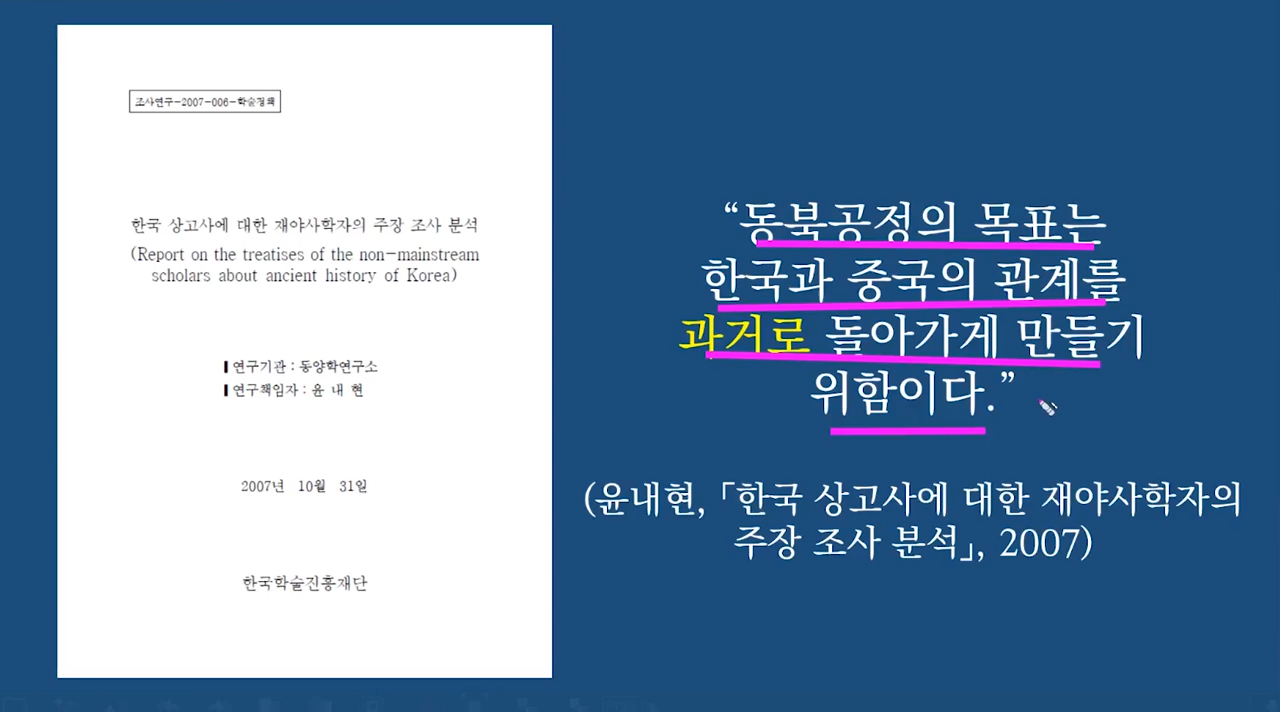 조사연구-2007-006-학술정책
한국 상고사에 대한 재야사학자의 주장 조사 분석
(Report on the treatises of the non-mainstream
scholars about ancient history of Korea)
연구기관 : 동양학연구소
연구책임자 : 윤 내 현
2007년 10월 31일
한국학술진흥재단
“동북공정의 목표는
한국과 중국의 관계를
과거로 돌아가게 만들기
위함이다.”
(윤내현, 「한국 상고사에 대한 재야사학자의
주장 조사 분석」, 2007)